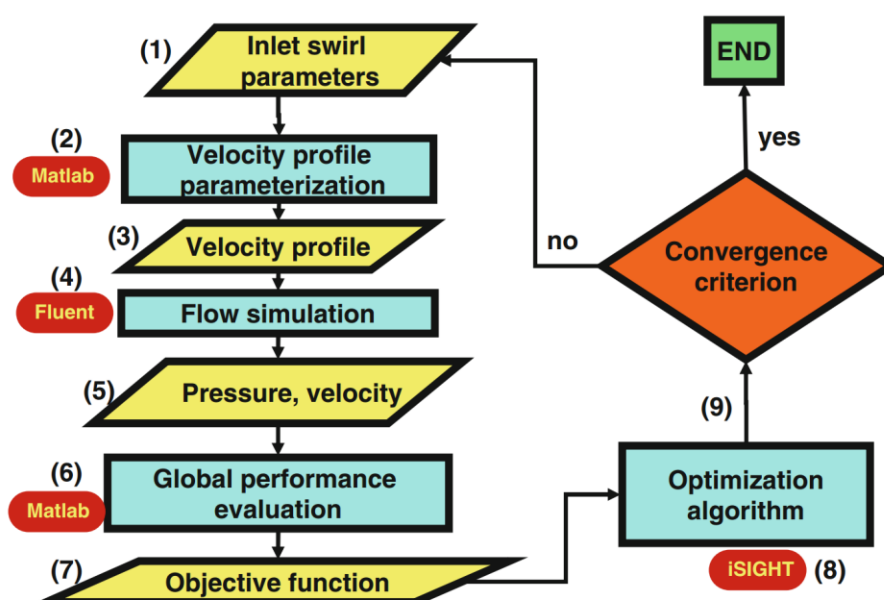 (1)
Inlet swirl
parameters
END
(2)
Matlab
Velocity profile
parameterization
yes
(3)
Velocity profile
no
Convergence
criterion
(4)
Fluent
Flow simulation
(5)
Pressure, velocity
(9)
(6)
Matlab
Global performance
evaluation
Optimization
algorithm
(7)
Objective function
iSIGHT
(8)